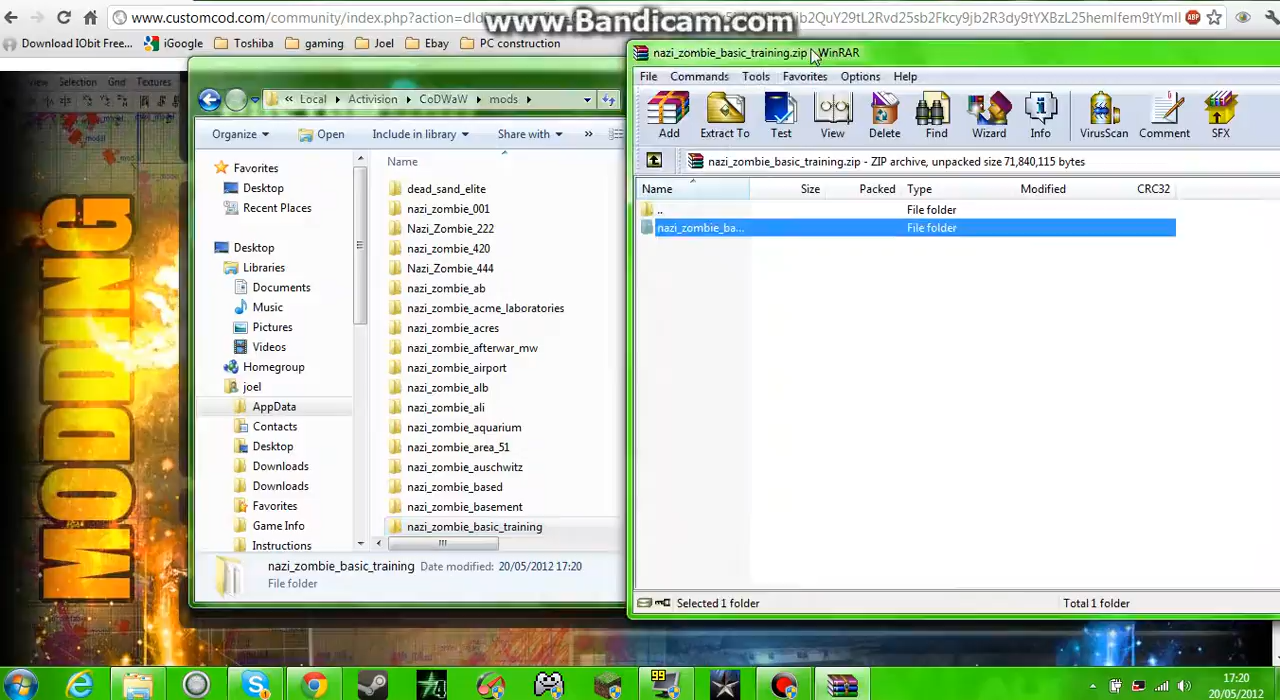 www.Bandicam.com
www.customcod.com/community/index.php?action=
Download IObit Free... iGoogle Toshiba gaming Joel Ebay PC construction
nazi_zombie_basic_training.zip - WinRAR
File Commands Tools Favorites Options Help
Add Extract To Test View Delete Find Wizard Info VirusScan Comment SFX
nazi_zombie_basic_training.zip - ZIP archive, unpacked size 71,840,115 bytes
Name Size Packed Type Modified CRC32
.. File folder
nazi_zombie_ba... File folder
Selected 1 folder Total 1 folder
« Local Activision CoDWaW mods
Organize Open Include in library Share with »
Favorites
Desktop
Recent Places
Desktop
Libraries
Documents
Music
Pictures
Videos
Homegroup
joel
AppData
Contacts
Desktop
Downloads
Downloads
Favorites
Game Info
Instructions
Name
dead_sand_elite
nazi_zombie_001
Nazi_Zombie_222
nazi_zombie_420
Nazi_Zombie_444
nazi_zombie_ab
nazi_zombie_acme_laboratories
nazi_zombie_acres
nazi_zombie_afterwar_mw
nazi_zombie_airport
nazi_zombie_alb
nazi_zombie_ali
nazi_zombie_aquarium
nazi_zombie_area_51
nazi_zombie_auschwitz
nazi_zombie_based
nazi_zombie_basement
nazi_zombie_basic_training
nazi_zombie_basic_training Date modified: 20/05/2012 17:20
File folder
View Selection Grid Textures
MODDING
99
17:20
20/05/2012